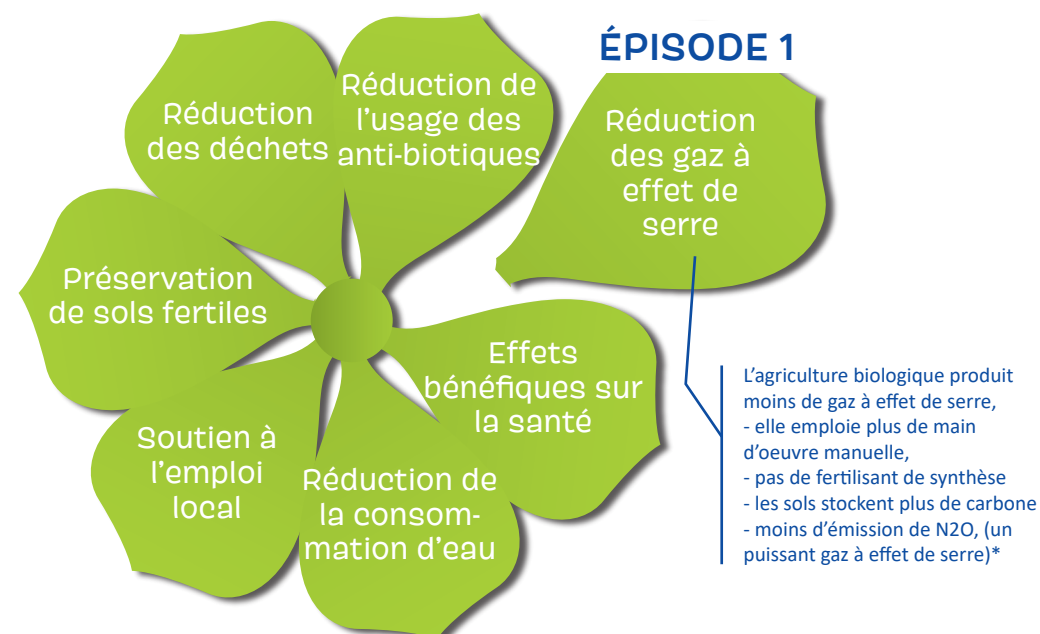 ÉPISODE 1
Réduction
des gaz à
effet de
serre
Réduction de
l'usage des
anti-biotiques
Réduction
des déchets
Préservation
de sols fertiles
Soutien à
l'emploi
local
Réduction de
la consom-
mation d'eau
Effets
bénéfiques sur
la santé
L'agriculture biologique produit
moins de gaz à effet de serre,
- elle emploie plus de main
d'oeuvre manuelle,
- pas de fertilisant de synthèse
- les sols stockent plus de carbone
- moins d'émission de N2O, (un
puissant gaz à effet de serre)*